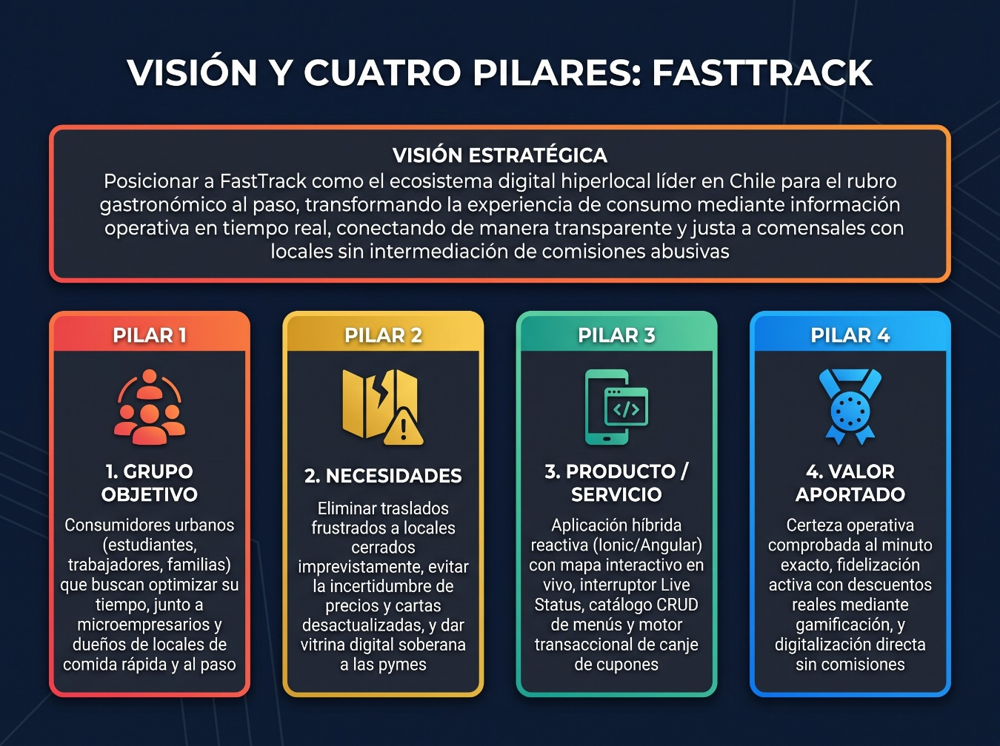 VISIÓN Y CUATRO PILARES: FASTTRACK
VISIÓN ESTRATÉGICA
Posicionar a FastTrack como el ecosistema digital hiperlocal líder en Chile para el rubro
gastronómico al paso, transformando la experiencia de consumo mediante información
operativa en tiempo real, conectando de manera transparente y justa a comensales con
locales sin intermediación de comisiones abusivas
PILAR 1
1. GRUPO
OBJETIVO
Consumidores urbanos
(estudiantes,
trabajadores, familias)
que buscan optimizar su
tiempo, junto a
microempresarios y
dueños de locales de
comida rápida y al paso
PILAR 2
2. NECESIDADES
Eliminar traslados
frustrados a locales
cerrados
imprevistamente, evitar
la incertidumbre de
precios y cartas
desactualizadas, y dar
vitrina digital soberana
a las pymes
PILAR 3
</>
3. PRODUCTO /
SERVICIO
Aplicación híbrida
reactiva (Ionic/Angular)
con mapa interactivo en
vivo, interruptor Live
Status, catálogo CRUD
de menús y motor
transaccional de canje
de cupones
PILAR 4
4. VALOR
APORTADO
Certeza operativa
comprobada al minuto
exacto, fidelización
activa con descuentos
reales mediante
gamificación, y
digitalización directa
sin comisiones